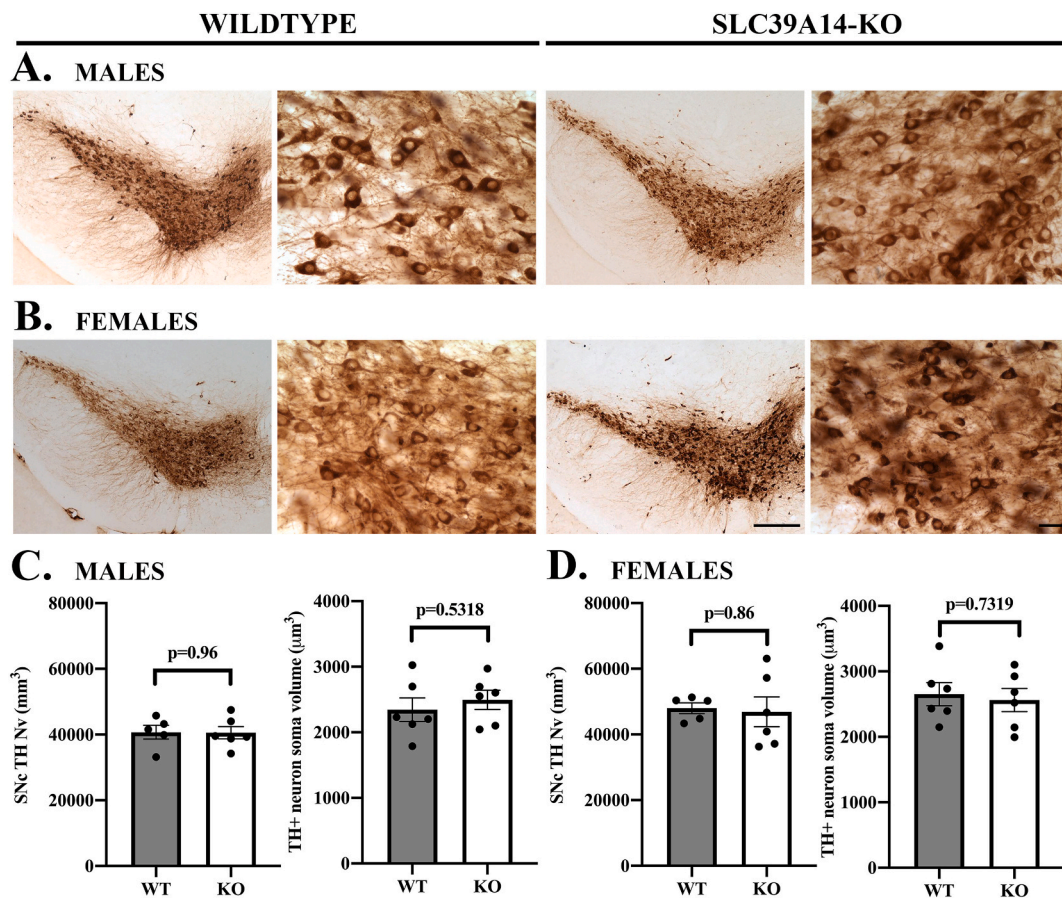 WILDTYPE
SLC39A14-KO
A. MALES
B. FEMALES
C. MALES
D. FEMALES
SNc TH Nv (mm3)
80000
60000
40000
20000
0
p=0.96
WT
KO
TH+ neuron soma volume (μm3)
4000
3000
2000
1000
0
p=0.5318
WT
KO
SNc TH Nv (mm3)
80000
60000
40000
20000
0
p=0.86
WT
KO
TH+ neuron soma volume (μm3)
4000
3000
2000
1000
0
p=0.7319
WT
KO